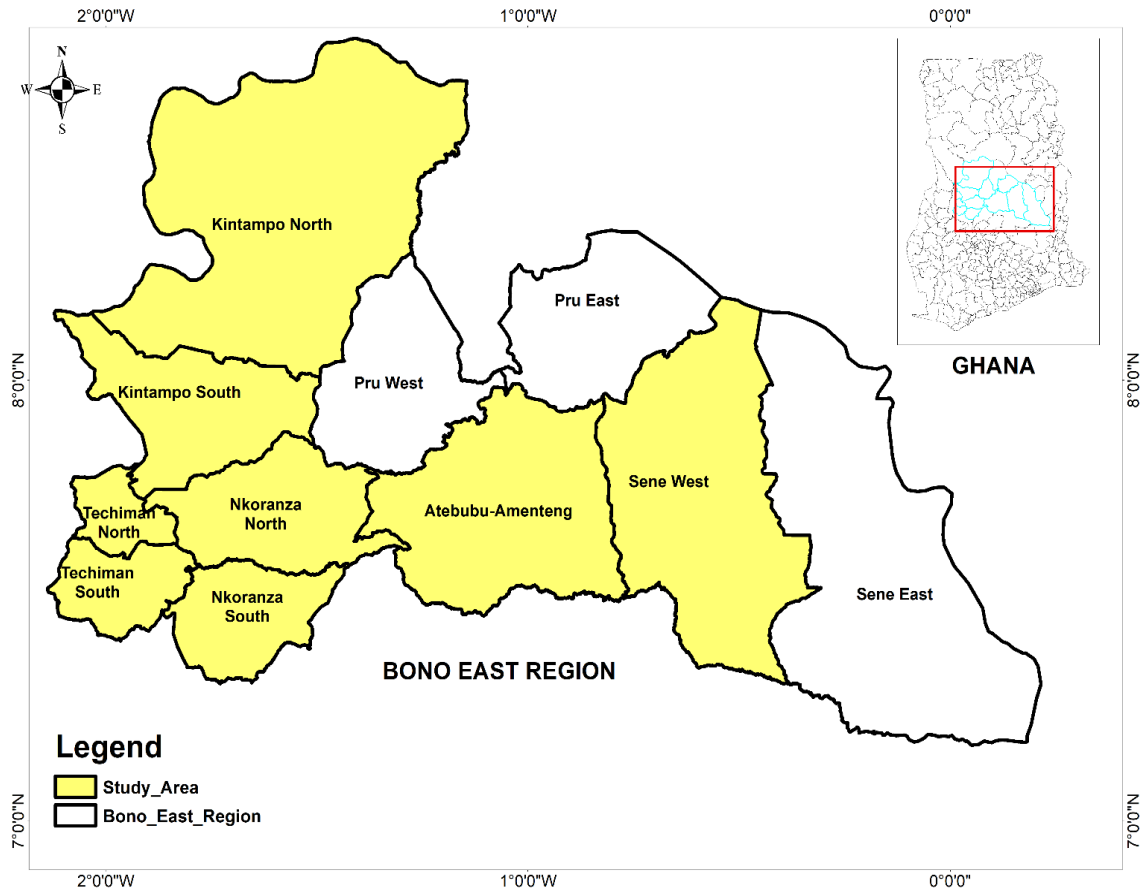 2°0'0"W
1°0'0"W
0°0'0"
N
W
E
S
Kintampo North
Pru East
GHANA
8°0'0"N
8°0'0"N
Pru West
Kintampo South
Sene West
Nkoranza
North
Atebubu-Amenteng
Techiman
North
Techiman
South
Nkoranza
South
Sene East
BONO EAST REGION
Legend
Study_Area
Bono_East_Region
7°0'0"N
7°0'0"N
2°0'0"W
1°0'0"W
0°0'0"